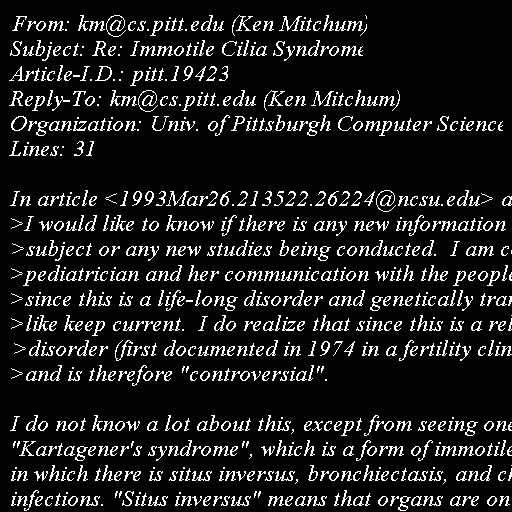 From: km@cs.pitt.edu (Ken Mitchum)
Subject: Re: Immotile Cilia Syndrome
Article-I.D.: pitt.19423
Reply-To: km@cs.pitt.edu (Ken Mitchum)
Organization: Univ. of Pittsburgh Computer Science
Lines: 31

In article <1993Mar26.213522.26224@ncsu.edu> a
>I would like to know if there is any new information
>subject or any new studies being conducted.  I am
>pediatrician and her communication with the people
>since this is a life-long disorder and genetically
>like keep current.  I do realize that since this is a
>disorder (first documented in 1974 in a fertility
>and is therefore "controversial".

I do not know a lot about this, except from seeing one
"Kartagener's syndrome", which is a form of immotile
in which there is situs inversus, bronchiectasis, and
infections. "Situs inversus" means that organs are on